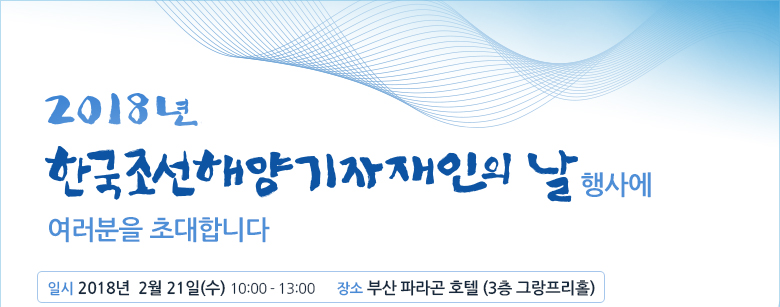 2018년
한국조선해양기자재인의 날 행사에
여러분을 초대합니다
일시 2018년 2월 21일(수) 10:00 - 13:00 장소 부산 파라곤 호텔 (3층 그랑프리홀)